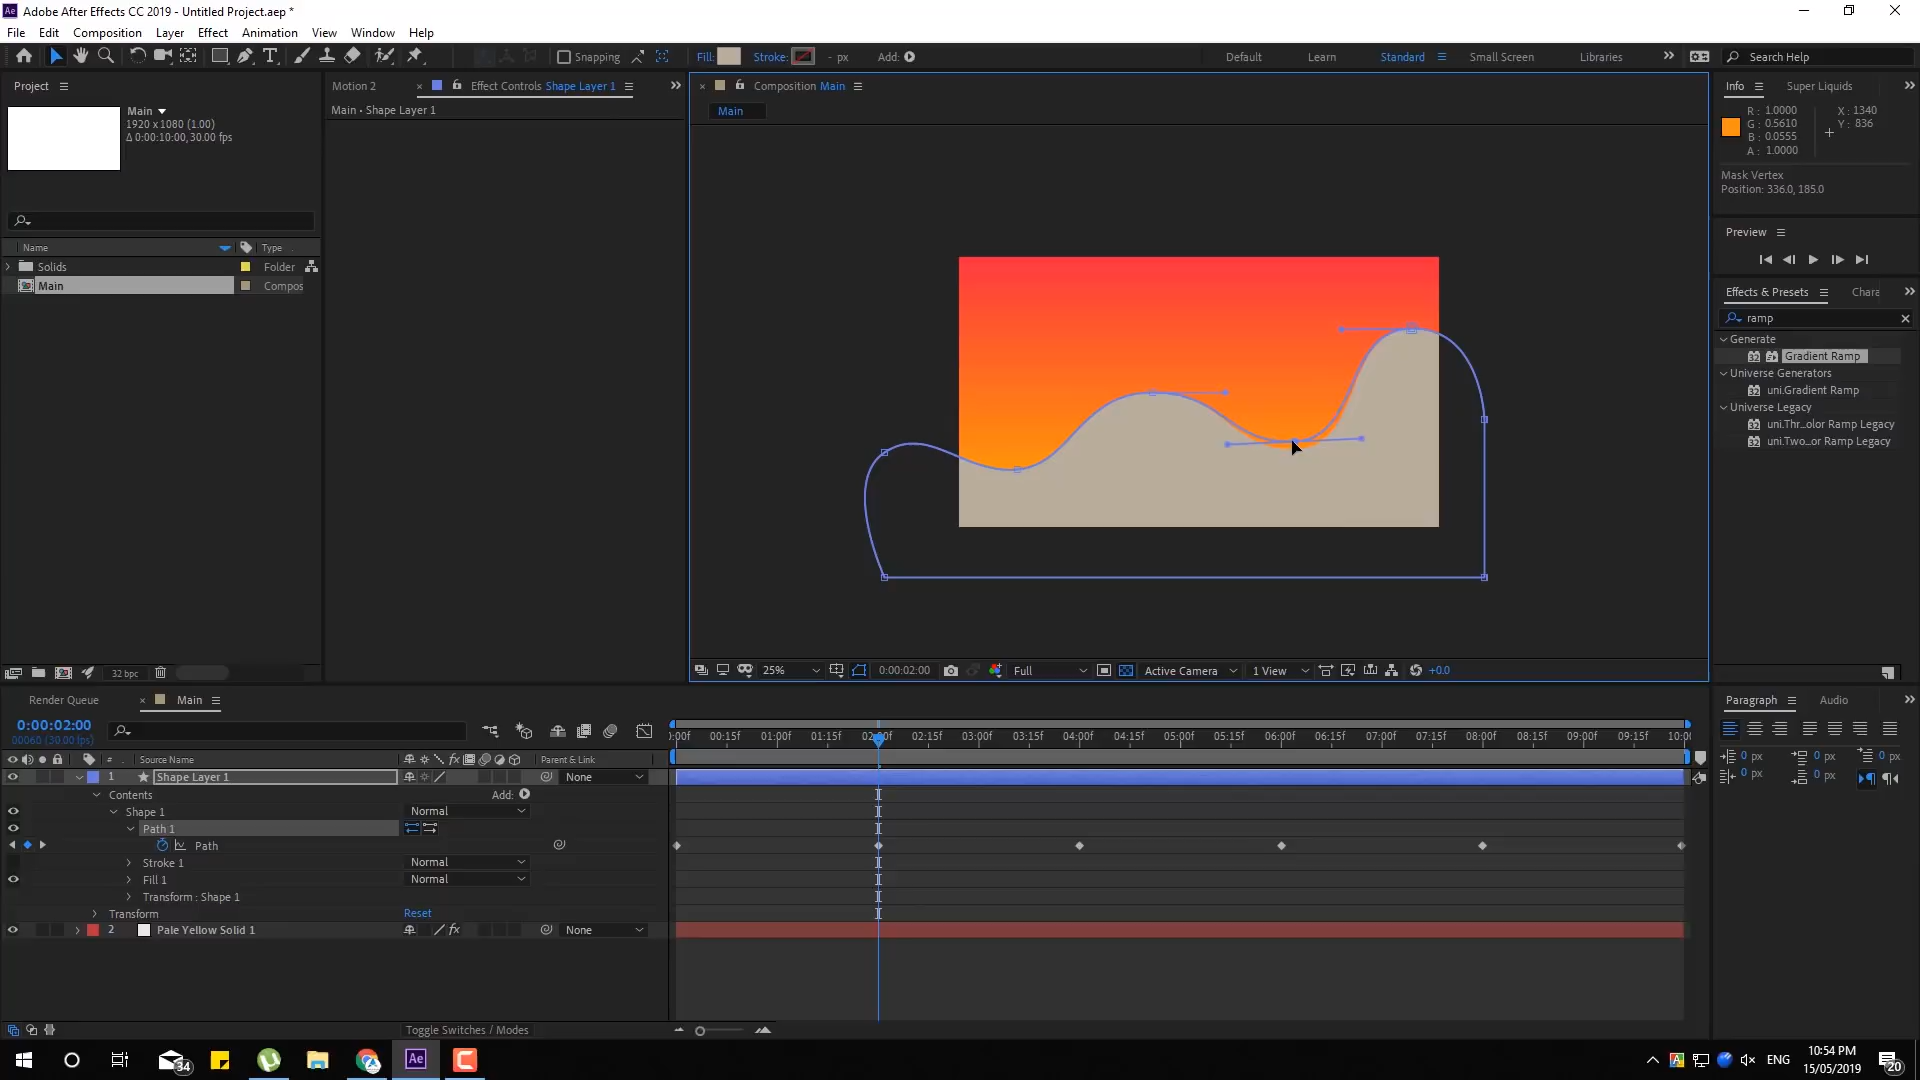 Adobe After Effects CC 2019 - Untitled Project.aep *
File Edit Composition Layer Effect Animation View Window Help
Snapping Fill: Stroke: - px Add: Default Learn Standard Small Screen Libraries Search Help
Project
Main
1920 x 1080 (1.00)
Δ 0:00:10:00, 30.00 fps
Name Type
Solids Folder
Main Compos
32 bpc
Motion 2 Effect Controls Shape Layer 1
Main • Shape Layer 1
Composition Main
Main
25% 0:00:02:00 Full Active Camera 1 View +0.0
Info Super Liquids
R : 1.0000 X : 1340
G : 0.5610 Y : 836
B : 0.0555
A : 1.0000
Mask Vertex
Position: 336.0, 185.0
Preview
Effects & Presets Chara
ramp
Generate
Gradient Ramp
Universe Generators
uni.Gradient Ramp
Universe Legacy
uni.Thr...olor Ramp Legacy
uni.Two...or Ramp Legacy
Render Queue Main
0:00:02:00
00060 (30.00 fps)
:00f 00:15f 01:00f 01:15f 02:00f 02:15f 03:00f 03:15f 04:00f 04:15f 05:00f 05:15f 06:00f 06:15f 07:00f 07:15f 08:00f 08:15f 09:00f 09:15f 10:00
# Source Name Parent & Link
1 Shape Layer 1 None
Contents Add:
Shape 1 Normal
Path 1
Path
Stroke 1 Normal
Fill 1 Normal
Transform : Shape 1
Transform Reset
2 Pale Yellow Solid 1 None
Toggle Switches / Modes
Paragraph Audio
0 px 0 px 0 px
0 px 0 px
34 Ae ENG 10:54 PM
15/05/2019
20